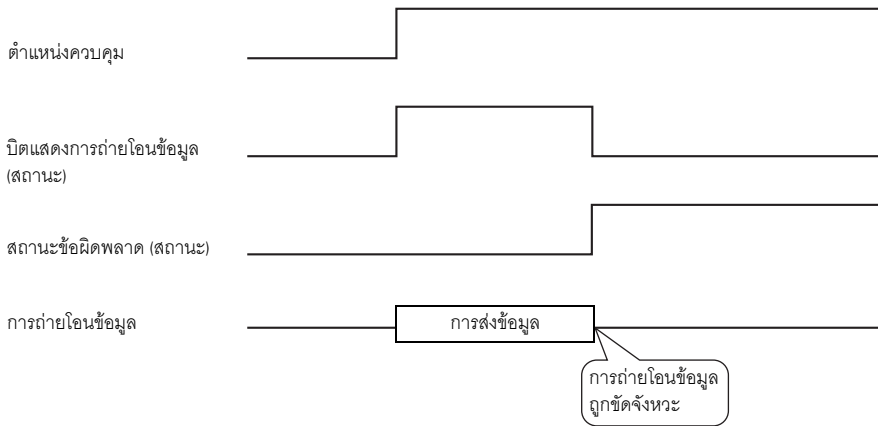 ตำแหน่งควบคุม
บิตแสดงการถ่ายโอนข้อมูล
(สถานะ)
สถานะข้อผิดพลาด (สถานะ)
การถ่ายโอนข้อมูล
การส่งข้อมูล
การถ่ายโอนข้อมูล
ถูกขัดจังหวะ